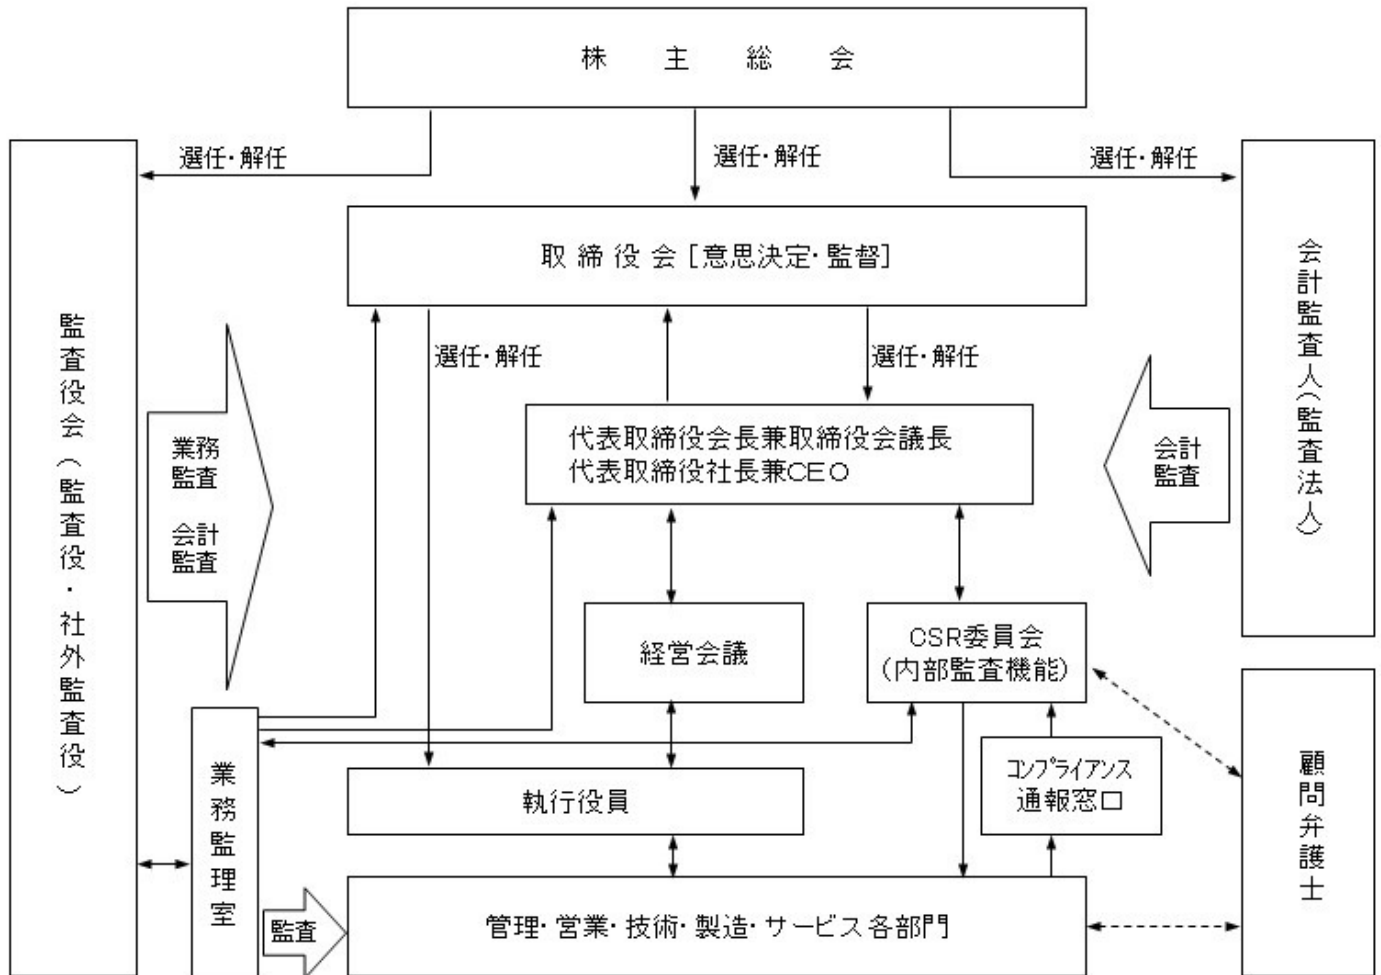 株主総会
選任・解任
選任・解任
選任・解任
取締役会［意思決定・監督］
監査役会（監査役・社外監査役）
会計監査人（監査法人）
選任・解任
選任・解任
業務
監査
会計
監査
代表取締役会長兼取締役会議長
代表取締役社長兼CEO
会計
監査
経営会議
CSR委員会
（内部監査機能）
業務監理室
執行役員
コンプライアンス
通報窓口
顧問弁護士
監査
管理・営業・技術・製造・サービス各部門